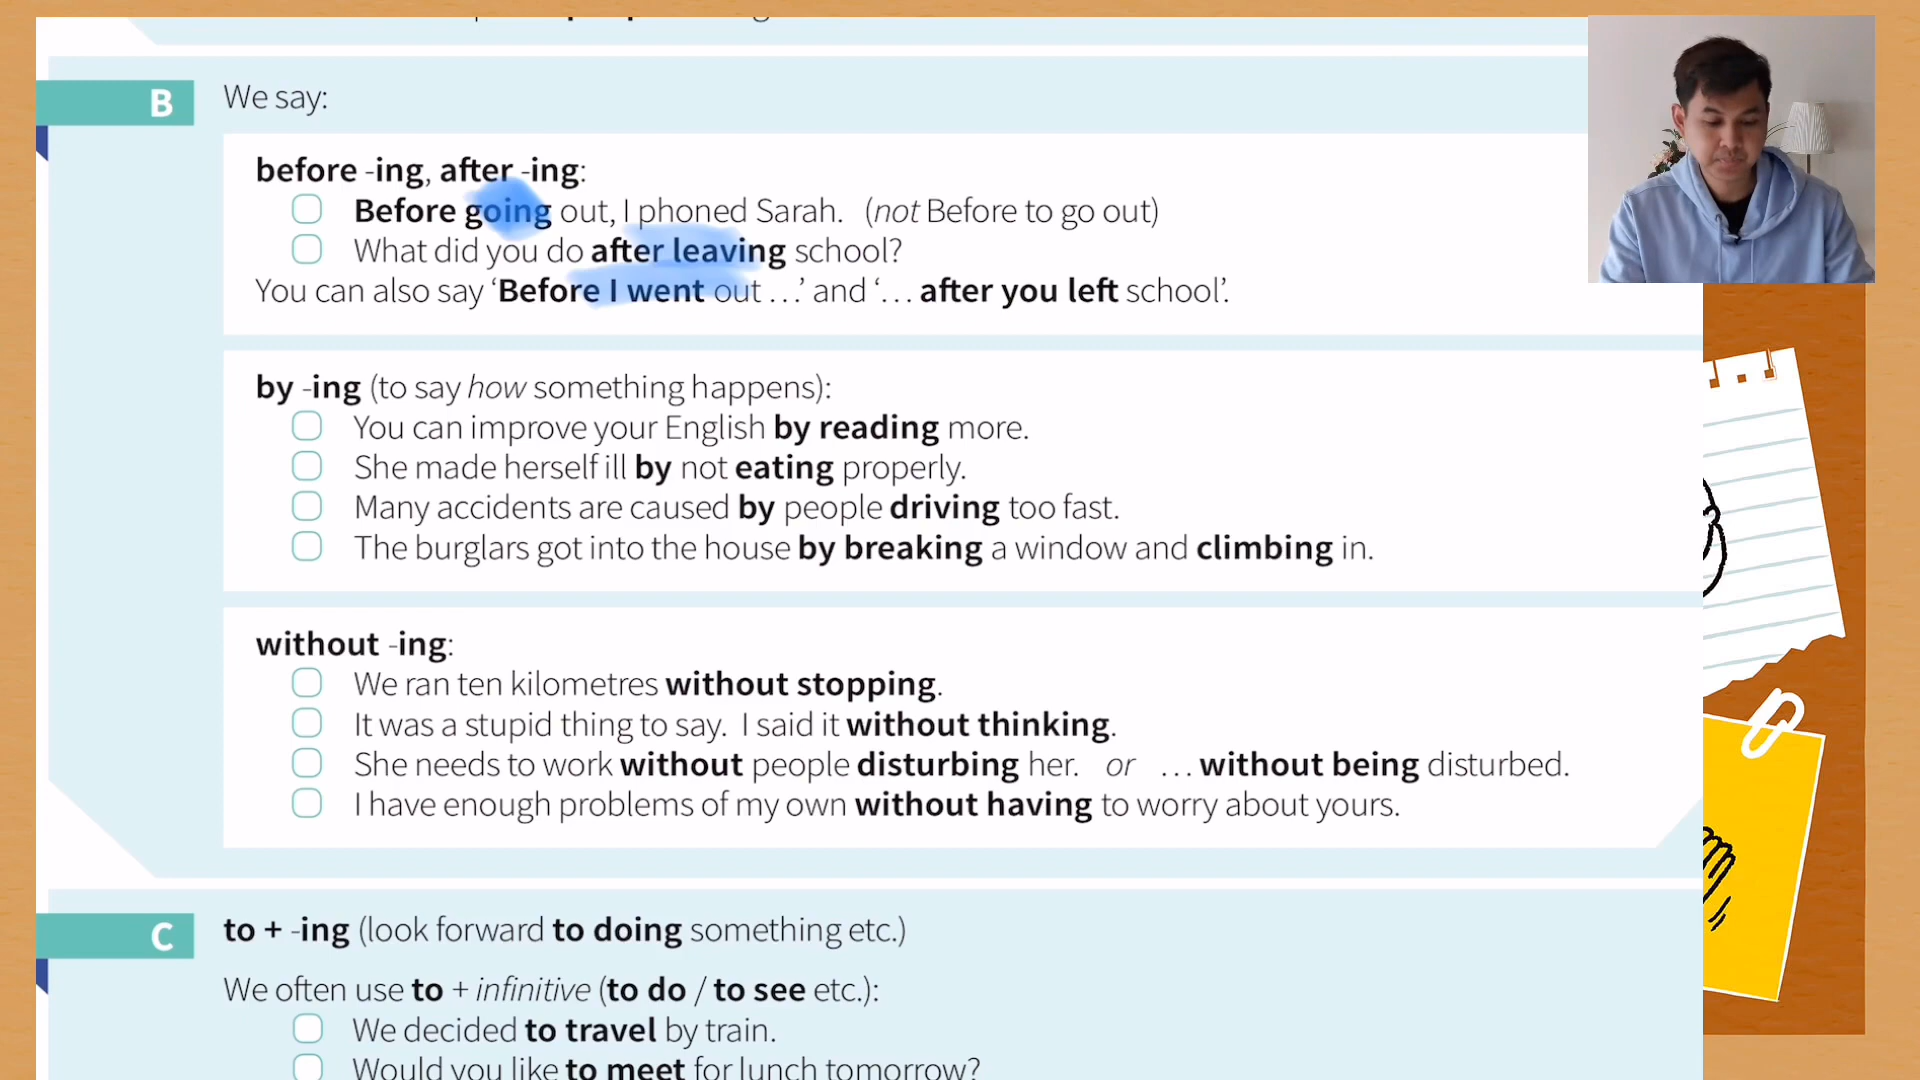 B
We say:
before -ing, after -ing:
Before going out, I phoned Sarah. (not Before to go out)
What did you do after leaving school?
You can also say ‘Before I went out …’ and ‘… after you left school’.
by -ing (to say how something happens):
You can improve your English by reading more.
She made herself ill by not eating properly.
Many accidents are caused by people driving too fast.
The burglars got into the house by breaking a window and climbing in.
without -ing:
We ran ten kilometres without stopping.
It was a stupid thing to say. I said it without thinking.
She needs to work without people disturbing her. or … without being disturbed.
I have enough problems of my own without having to worry about yours.
C
to + -ing (look forward to doing something etc.)
We often use to + infinitive (to do / to see etc.):
We decided to travel by train.
Would you like to meet for lunch tomorrow?